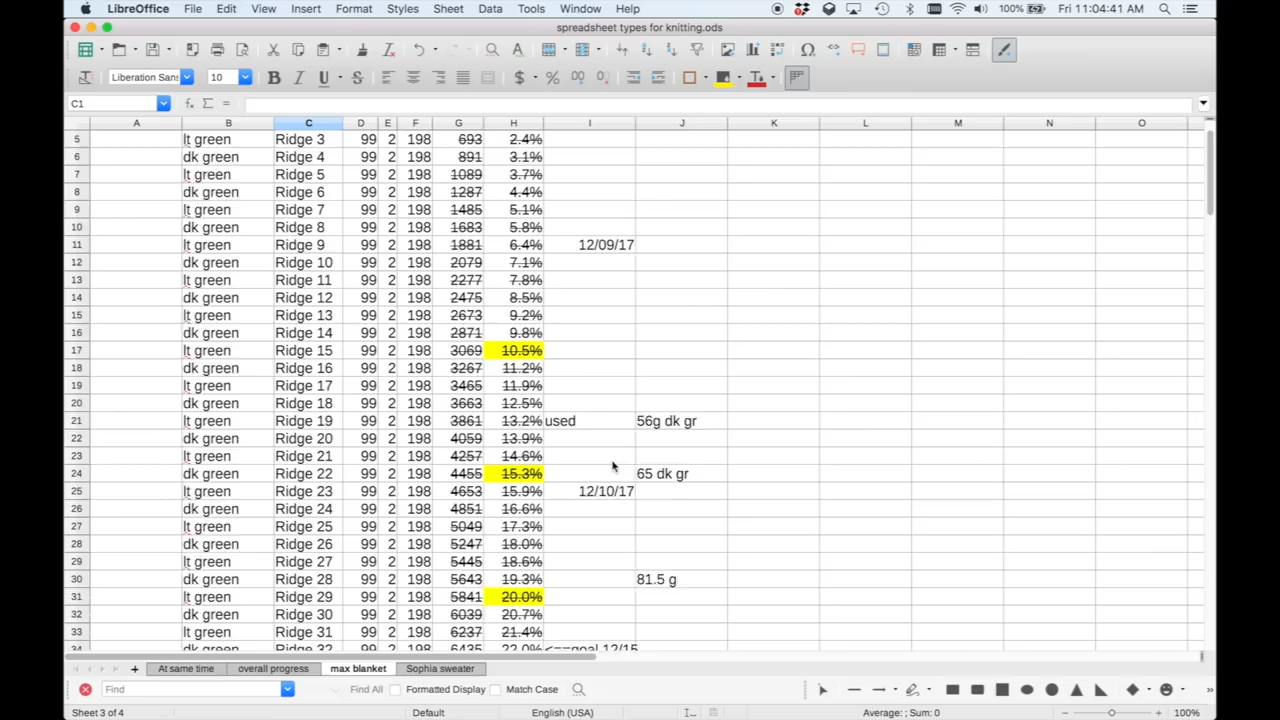 LibreOffice File Edit View Insert Format Styles Sheet Data Tools Window Help 100% Fri 11:04:41 AM
spreadsheet types for knitting.ods
Liberation Sans 10
C1
A B C D E F G H I J K L M N O
5 lt green Ridge 3 99 2 198 693 2.4%
6 dk green Ridge 4 99 2 198 891 3.1%
7 lt green Ridge 5 99 2 198 1089 3.7%
8 dk green Ridge 6 99 2 198 1287 4.4%
9 lt green Ridge 7 99 2 198 1485 5.1%
10 dk green Ridge 8 99 2 198 1683 5.8%
11 lt green Ridge 9 99 2 198 1881 6.4% 12/09/17
12 dk green Ridge 10 99 2 198 2079 7.1%
13 lt green Ridge 11 99 2 198 2277 7.8%
14 dk green Ridge 12 99 2 198 2475 8.5%
15 lt green Ridge 13 99 2 198 2673 9.2%
16 dk green Ridge 14 99 2 198 2871 9.8%
17 lt green Ridge 15 99 2 198 3069 10.5%
18 dk green Ridge 16 99 2 198 3267 11.2%
19 lt green Ridge 17 99 2 198 3465 11.9%
20 dk green Ridge 18 99 2 198 3663 12.5%
21 lt green Ridge 19 99 2 198 3861 13.2% used 56g dk gr
22 dk green Ridge 20 99 2 198 4059 13.9%
23 lt green Ridge 21 99 2 198 4257 14.6%
24 dk green Ridge 22 99 2 198 4455 15.3% 65 dk gr
25 lt green Ridge 23 99 2 198 4653 15.9% 12/10/17
26 dk green Ridge 24 99 2 198 4851 16.6%
27 lt green Ridge 25 99 2 198 5049 17.3%
28 dk green Ridge 26 99 2 198 5247 18.0%
29 lt green Ridge 27 99 2 198 5445 18.6%
30 dk green Ridge 28 99 2 198 5643 19.3% 81.5 g
31 lt green Ridge 29 99 2 198 5841 20.0%
32 dk green Ridge 30 99 2 198 6039 20.7%
33 lt green Ridge 31 99 2 198 6237 21.4%
34 dk green Ridge 32 99 2 198 6435 22.0% <==goal 12/15
At same time overall progress max blanket Sophia sweater
Find Find All Formatted Display Match Case
Sheet 3 of 4 Default English (USA) Average: ; Sum: 0 100%